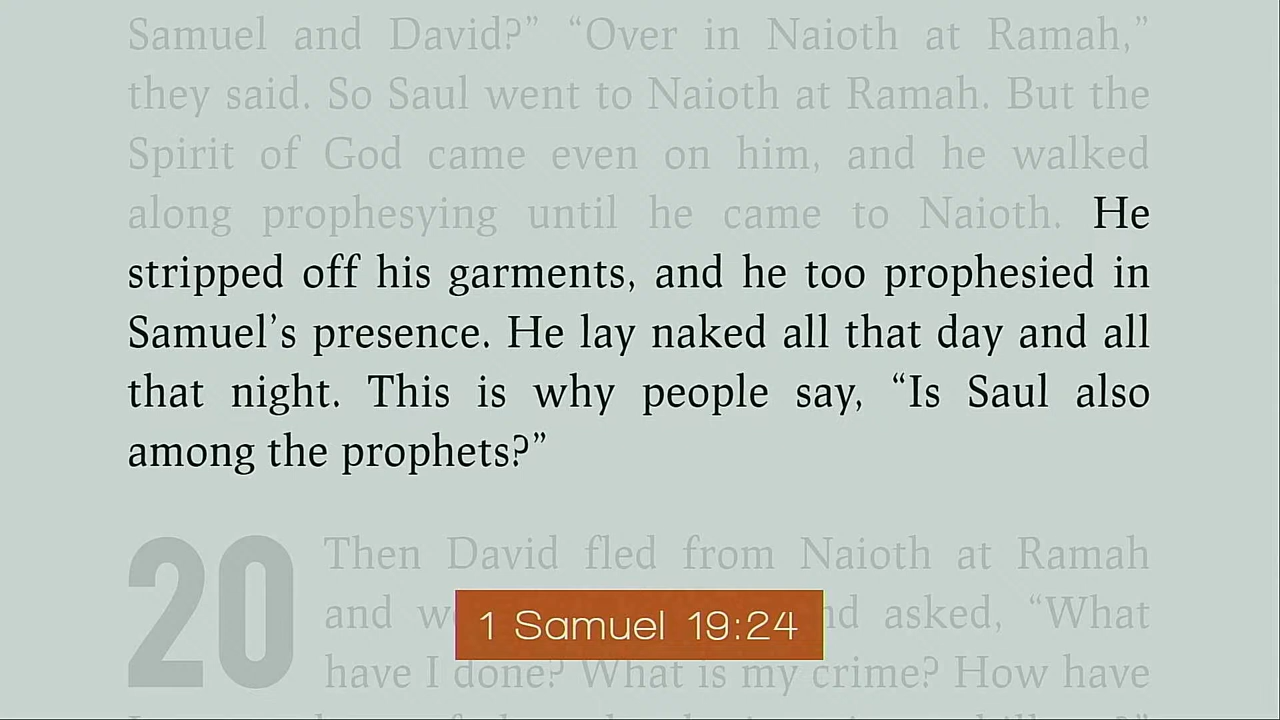 Samuel and David?” “Over in Naioth at Ramah,”
they said. So Saul went to Naioth at Ramah. But the
Spirit of God came even on him, and he walked
along prophesying until he came to Naioth. He
stripped off his garments, and he too prophesied in
Samuel’s presence. He lay naked all that day and all
that night. This is why people say, “Is Saul also
among the prophets?”
20
Then David fled from Naioth at Ramah
and asked, “What
1 Samuel 19:24
have I done? What is my crime? How have